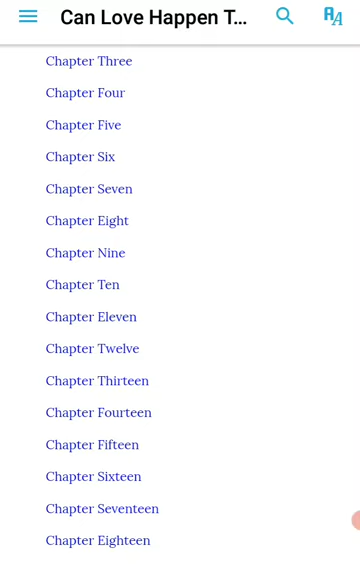 Can Love Happen T...
AA
Chapter Three
Chapter Four
Chapter Five
Chapter Six
Chapter Seven
Chapter Eight
Chapter Nine
Chapter Ten
Chapter Eleven
Chapter Twelve
Chapter Thirteen
Chapter Fourteen
Chapter Fifteen
Chapter Sixteen
Chapter Seventeen
Chapter Eighteen